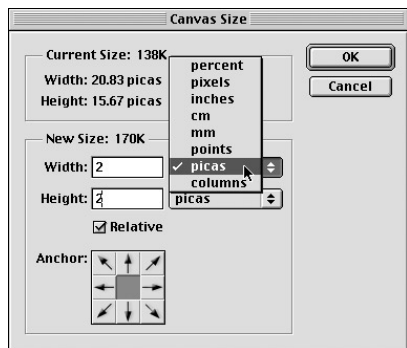 Canvas Size
Current Size: 138K
Width: 20.83 picas
Height: 15.67 picas
OK
Cancel
percent
pixels
inches
cm
mm
points
✓ picas
columns
New Size: 170K
Width: 2
Height: 2 picas
Relative
Anchor: